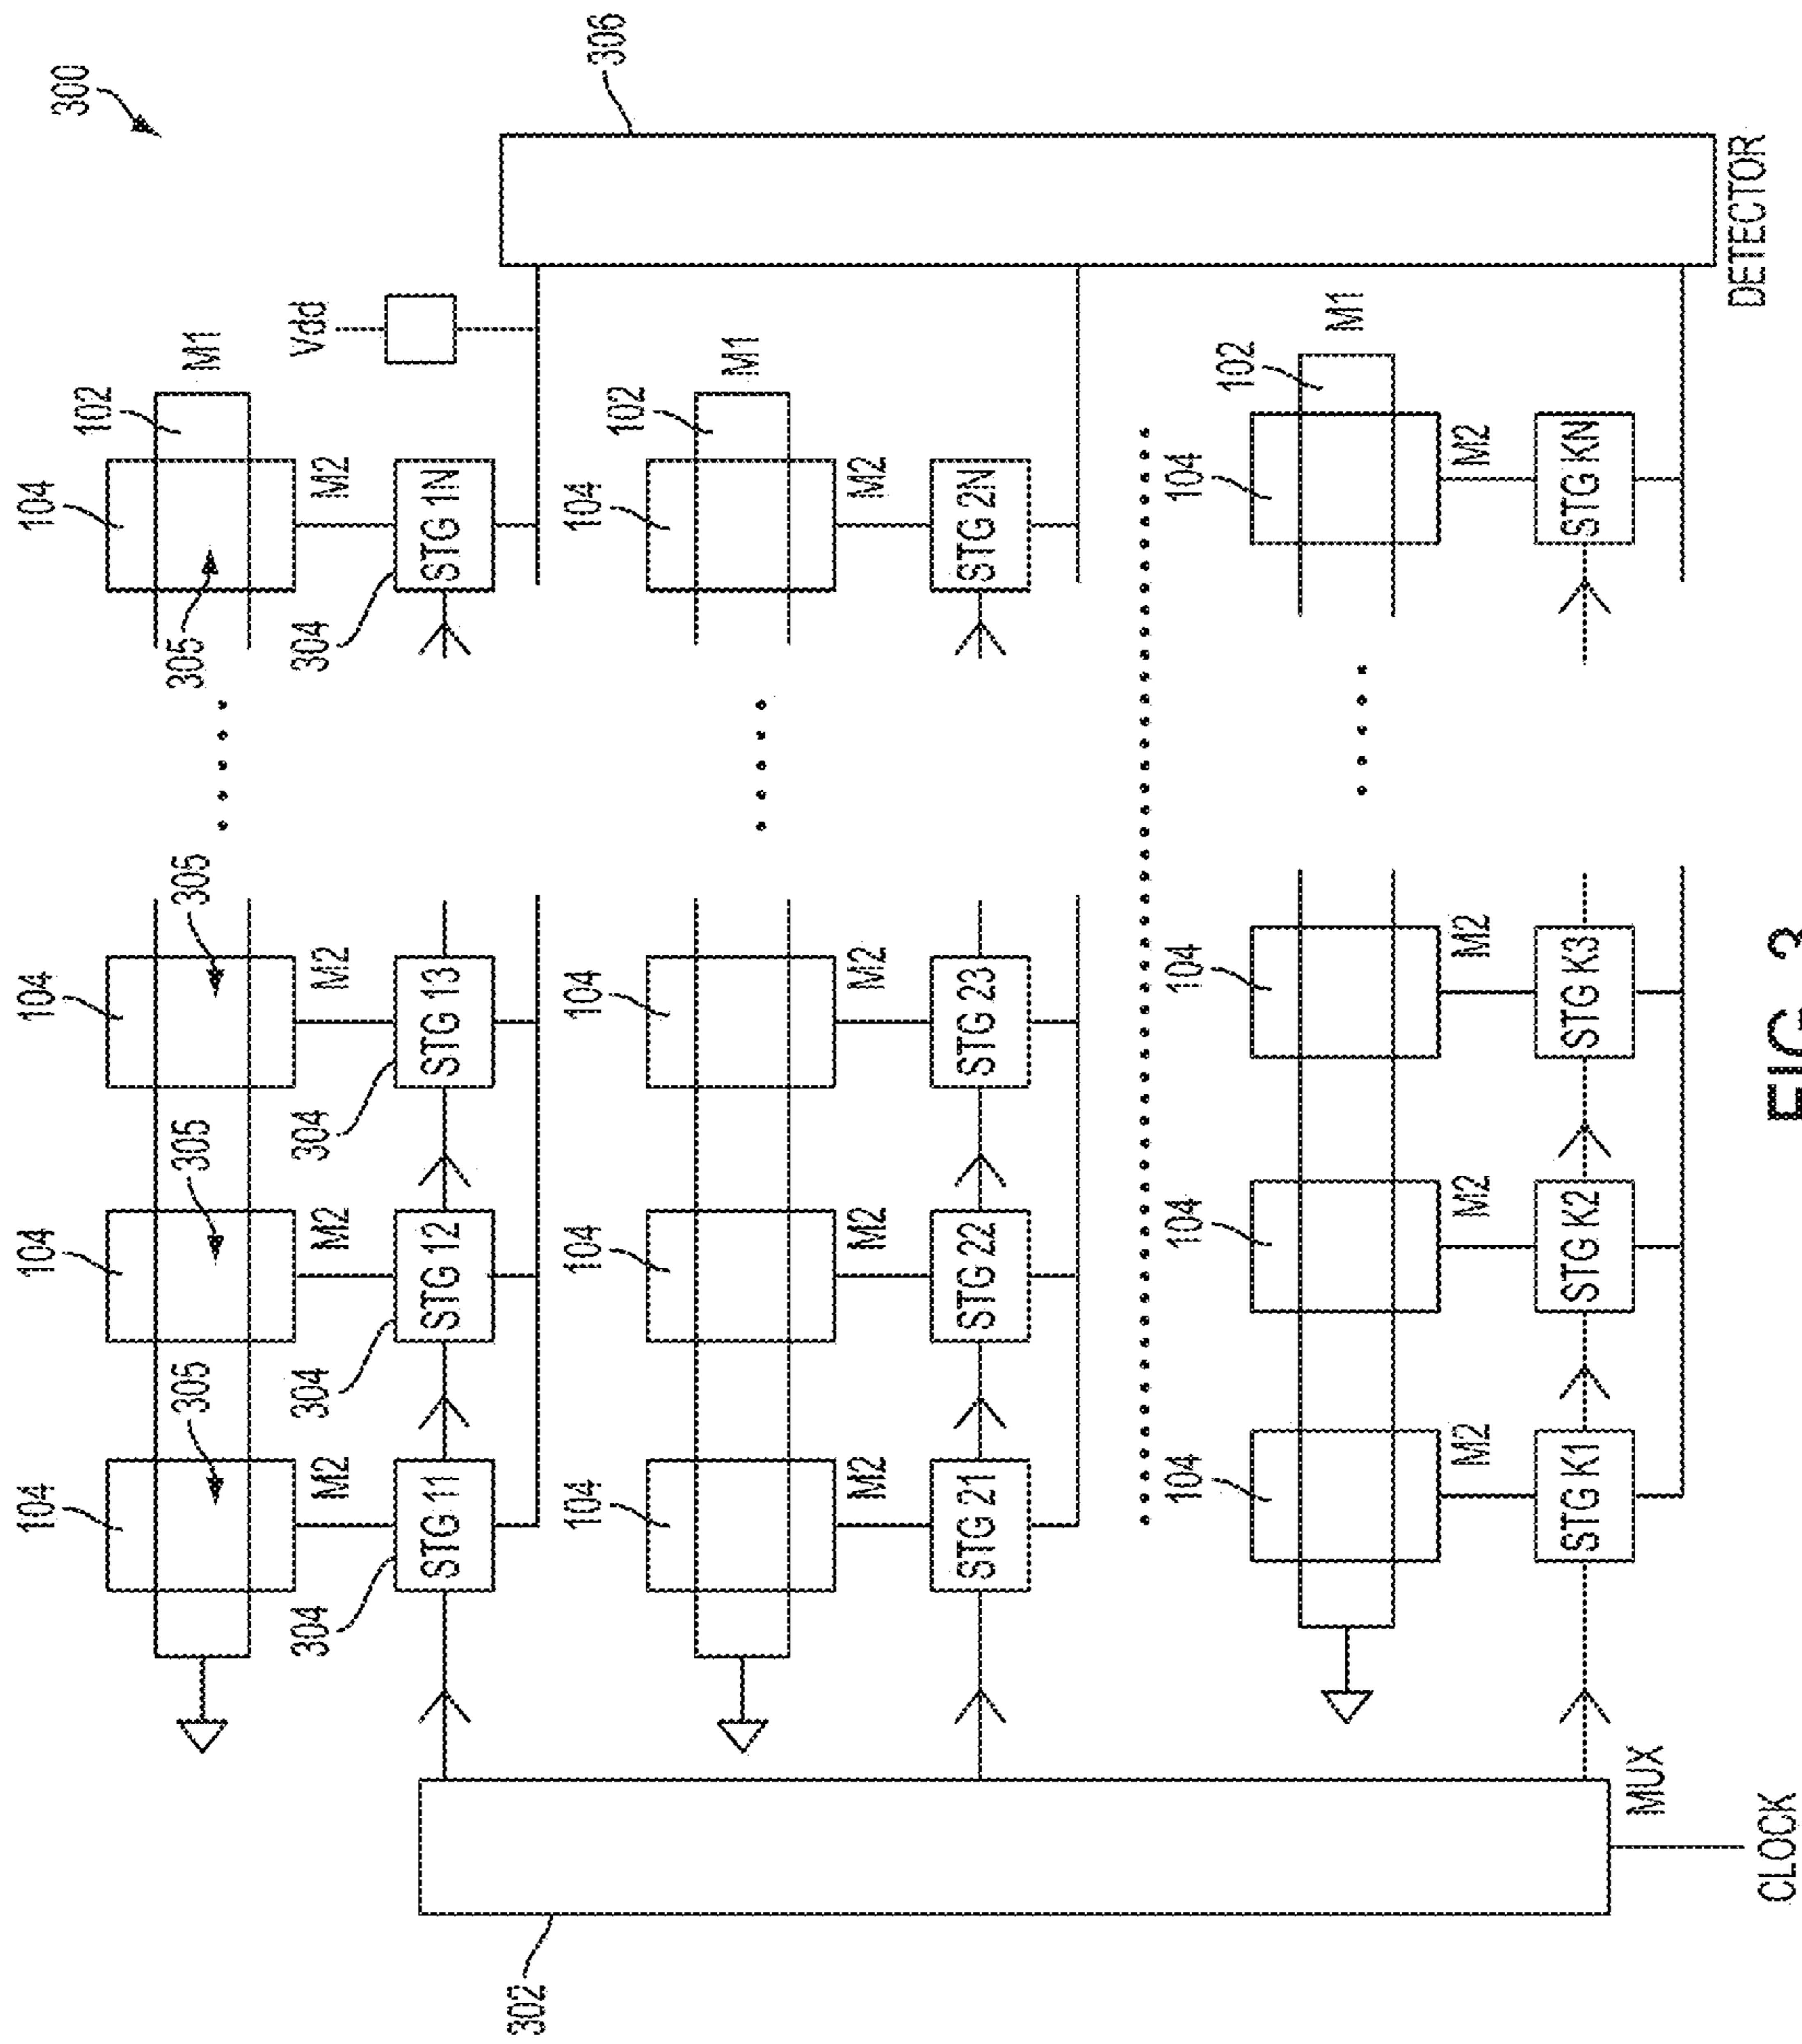 300
104 104 104 104 102
305 305 305 305 M1
M2 M2 M2 M2 Vdd
304 304 304 304
STG 11 STG 12 STG 13 STG 1N
306
302
104 104 104 104 102
M1
M2 M2 M2 M2
STG 21 STG 22 STG 23 STG 2N
104 104 104 104 102
M1
M2 M2 M2 M2
STG K1 STG K2 STG K3 STG KN
MUX
DETECTOR
CLOCK
FIG. 3